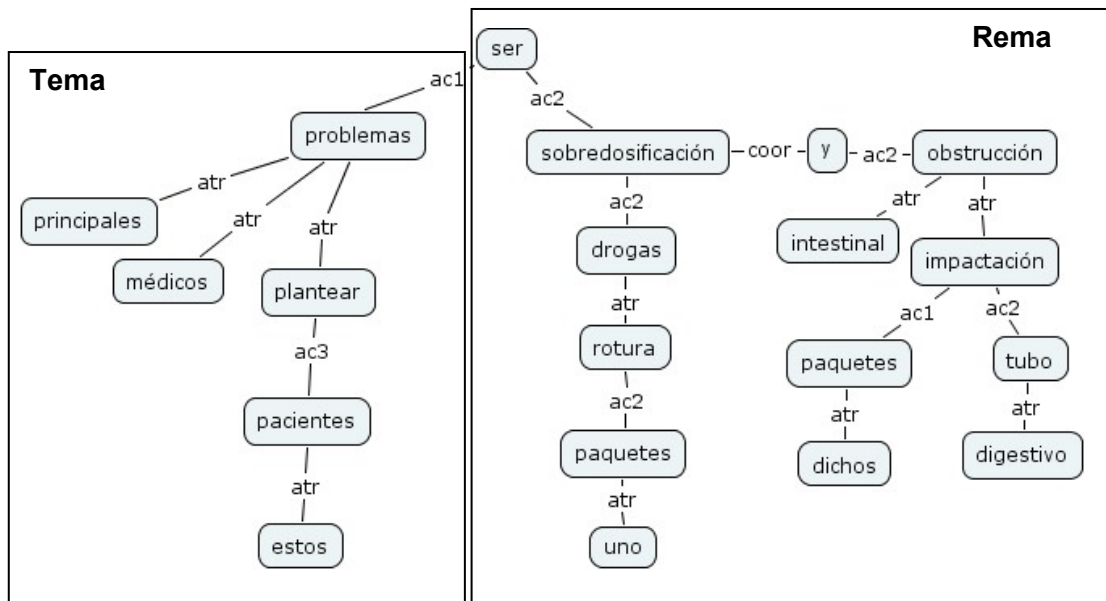 ser
Rema
Tema
ac1
ac2
problemas
sobredosificación
coor
y
ac2
obstrucción
atr
atr
atr
ac2
atr
atr
principales
médicos
plantear
drogas
intestinal
impactación
ac3
atr
ac1
ac2
rotura
paquetes
tubo
pacientes
ac2
atr
atr
paquetes
dichos
digestivo
atr
atr
estos
uno